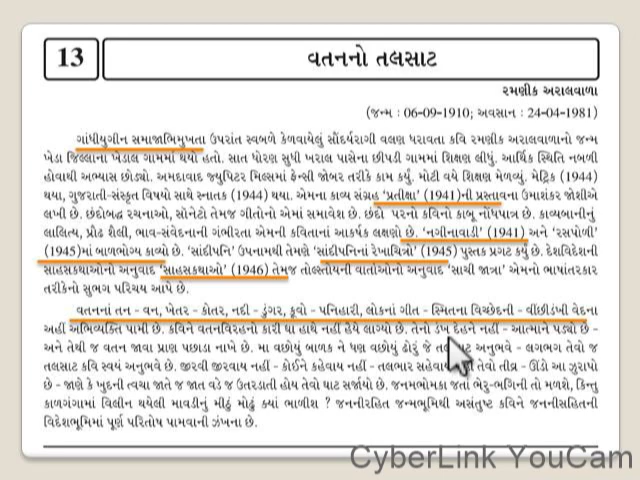 13
વતનનો તલસાટ
રમણીક અરાલવાળા
(જન્મ : 06-09-1910; અવસાન : 24-04-1981)
ગાંધીયુગીન સમાજાભિમુખતા ઉપરાંત સ્વબળે કેળવાયેલું સૌંદર્યરાગી વલણ ધરાવતા કવિ રમણીક અરાલવાળાનો જન્મ
ખેડા જિલ્લાના ખેડાલ ગામમાં થયો હતો. સાત ધોરણ સુધી ખરાલ પાસેના છીપડી ગામમાં શિક્ષણ લીધું. આર્થિક સ્થિતિ નબળી
હોવાથી અભ્યાસ છોડ્યો. અમદાવાદ જ્યુપિટર મિલ્સમાં ફેન્સી જોબર તરીકે કામ કર્યું. મોટી વયે શિક્ષણ મેળવ્યું. મેટ્રિક (1944)
થયા, ગુજરાતી-સંસ્કૃત વિષયો સાથે સ્નાતક (1944) થયા. એમના કાવ્ય સંગ્રહ 'પ્રતીક્ષા' (1941)ની પ્રસ્તાવના ઉમાશંકર જોશીએ
લખી છે. છંદોબદ્ધ રચનાઓ, સૉનેટો તેમજ ગીતોનો એમાં સમાવેશ છે. છંદો પરનો કવિનો કાબૂ નોંધપાત્ર છે. કાવ્યબાનીનું
લાલિત્ય, પ્રૌઢ શૈલી, ભાવ-સંવેદનાની ગંભીરતા એમની કવિતાનાં આકર્ષક લક્ષણો છે. 'નગીનાવાડી' (1941) અને 'રસપોળી'
(1945)માં બાળભોગ્ય કાવ્યો છે. 'સાંદીપનિ' ઉપનામથી તેમણે 'સાંદીપનિનાં રેખાચિત્રો' (1945) પુસ્તક પ્રગટ કર્યું છે. દેશવિદેશની
સાહસકથાઓનો અનુવાદ 'સાહસકથાઓ' (1946) તેમજ તોલ્સ્તોયની વાર્તાઓનો અનુવાદ 'સાચી જાત્રા' એમનો ભાષાંતરકાર
તરીકેનો સુભગ પરિચય આપે છે.
વતનનાં તન - વન, ખેતર - કોતર, નદી - ડુંગર, કૂવો - પનિહારી, લોકનાં ગીત - સ્મિતના વિચ્છેદની - વીંછીડંખી વેદના
અહીં અભિવ્યક્તિ પામી છે. કવિને વતનવિરહનો કારી ઘા હાથે નહીં હૈયે લાગ્યો છે. તેનો ડંખ દેહને નહીં - આત્માને પડ્યો છે -
અને તેથી જ વતન જાવા પ્રાણ પછાડા નાખે છે. મા વછોયું બાળક ને ધણ વછોયું ઢોરું જે તલસાટ અનુભવે - લગભગ તેવો જ
તલસાટ કવિ સ્વયં અનુભવે છે. જીરવી જીરવાય નહીં - કોઈને કહેવાય નહીં - તલભાર સહેવાય નહીં તેવો તીવ્ર - ઊંડો આ ઝુરાપો
છે - જાણે કે ખુદની ત્વચા જાતે જ જાત વડે જ ઉતરડાતી હોય તેવો ઘાટ સર્જાયો છે. જનમભોમકા જતાં ભેરુ-ભગિની તો મળશે, કિન્તુ
કાળગંગામાં વિલીન થયેલી માવડીનું મીઠું મોઢું ક્યાં ભાળીશ ? જનનીરહિત જન્મભૂમિથી અસંતુષ્ટ કવિને જનનીસહિતની
વિદેશભૂમિમાં પૂર્ણ પરિતોષ પામવાની ઝંખના છે.
CyberLink YouCam